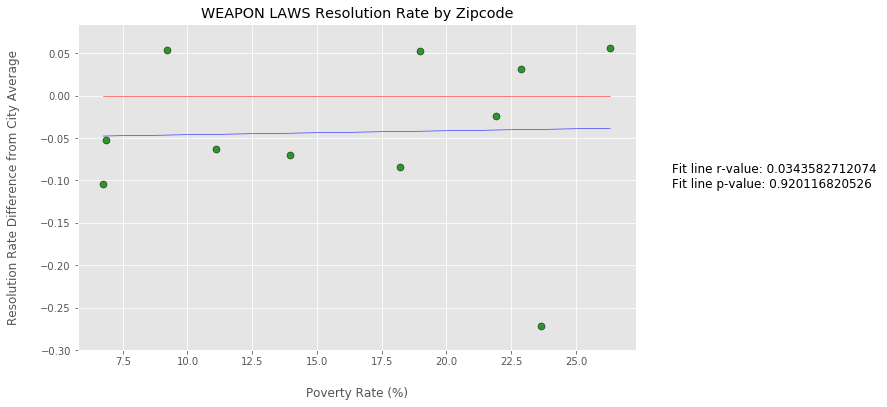 WEAPON LAWS Resolution Rate by Zipcode
Resolution Rate Difference from City Average
0.05
0.00
−0.05
−0.10
−0.15
−0.20
−0.25
−0.30
7.5 10.0 12.5 15.0 17.5 20.0 22.5 25.0
Poverty Rate (%)
Fit line r-value: 0.0343582712074
Fit line p-value: 0.920116820526